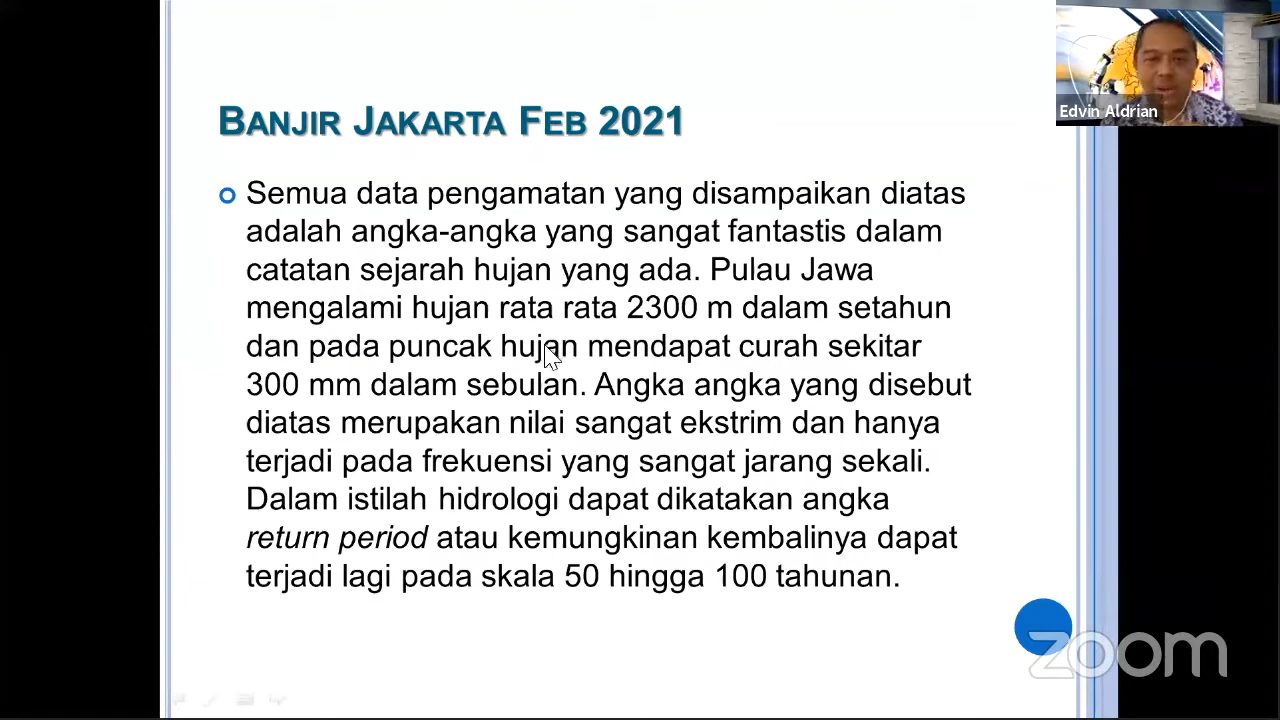 BANJIR JAKARTA FEB 2021
Semua data pengamatan yang disampaikan diatas
adalah angka-angka yang sangat fantastis dalam
catatan sejarah hujan yang ada. Pulau Jawa
mengalami hujan rata rata 2300 m dalam setahun
dan pada puncak hujan mendapat curah sekitar
300 mm dalam sebulan. Angka angka yang disebut
diatas merupakan nilai sangat ekstrim dan hanya
terjadi pada frekuensi yang sangat jarang sekali.
Dalam istilah hidrologi dapat dikatakan angka
return period atau kemungkinan kembalinya dapat
terjadi lagi pada skala 50 hingga 100 tahunan.
Edvin Aldrian
zoom